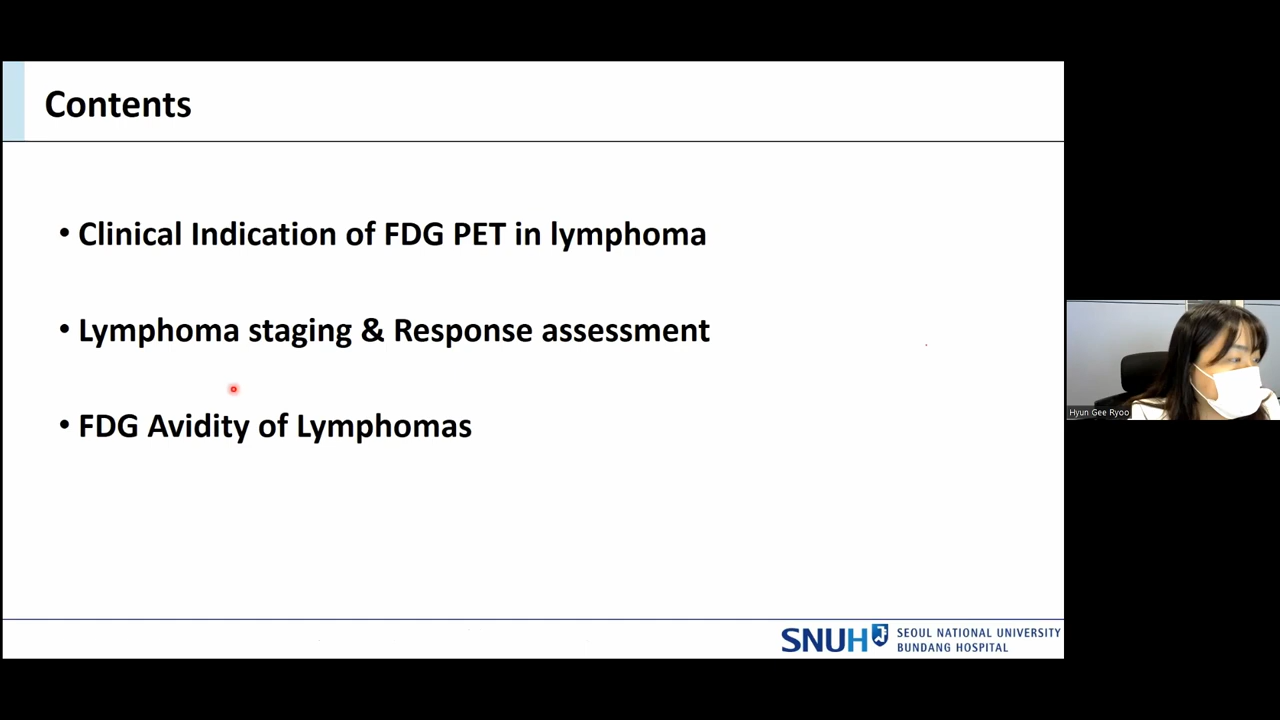 Contents
• Clinical Indication of FDG PET in lymphoma
• Lymphoma staging & Response assessment
• FDG Avidity of Lymphomas
SNUH SEOUL NATIONAL UNIVERSITY
BUNDANG HOSPITAL
Hyun Gee Ryoo